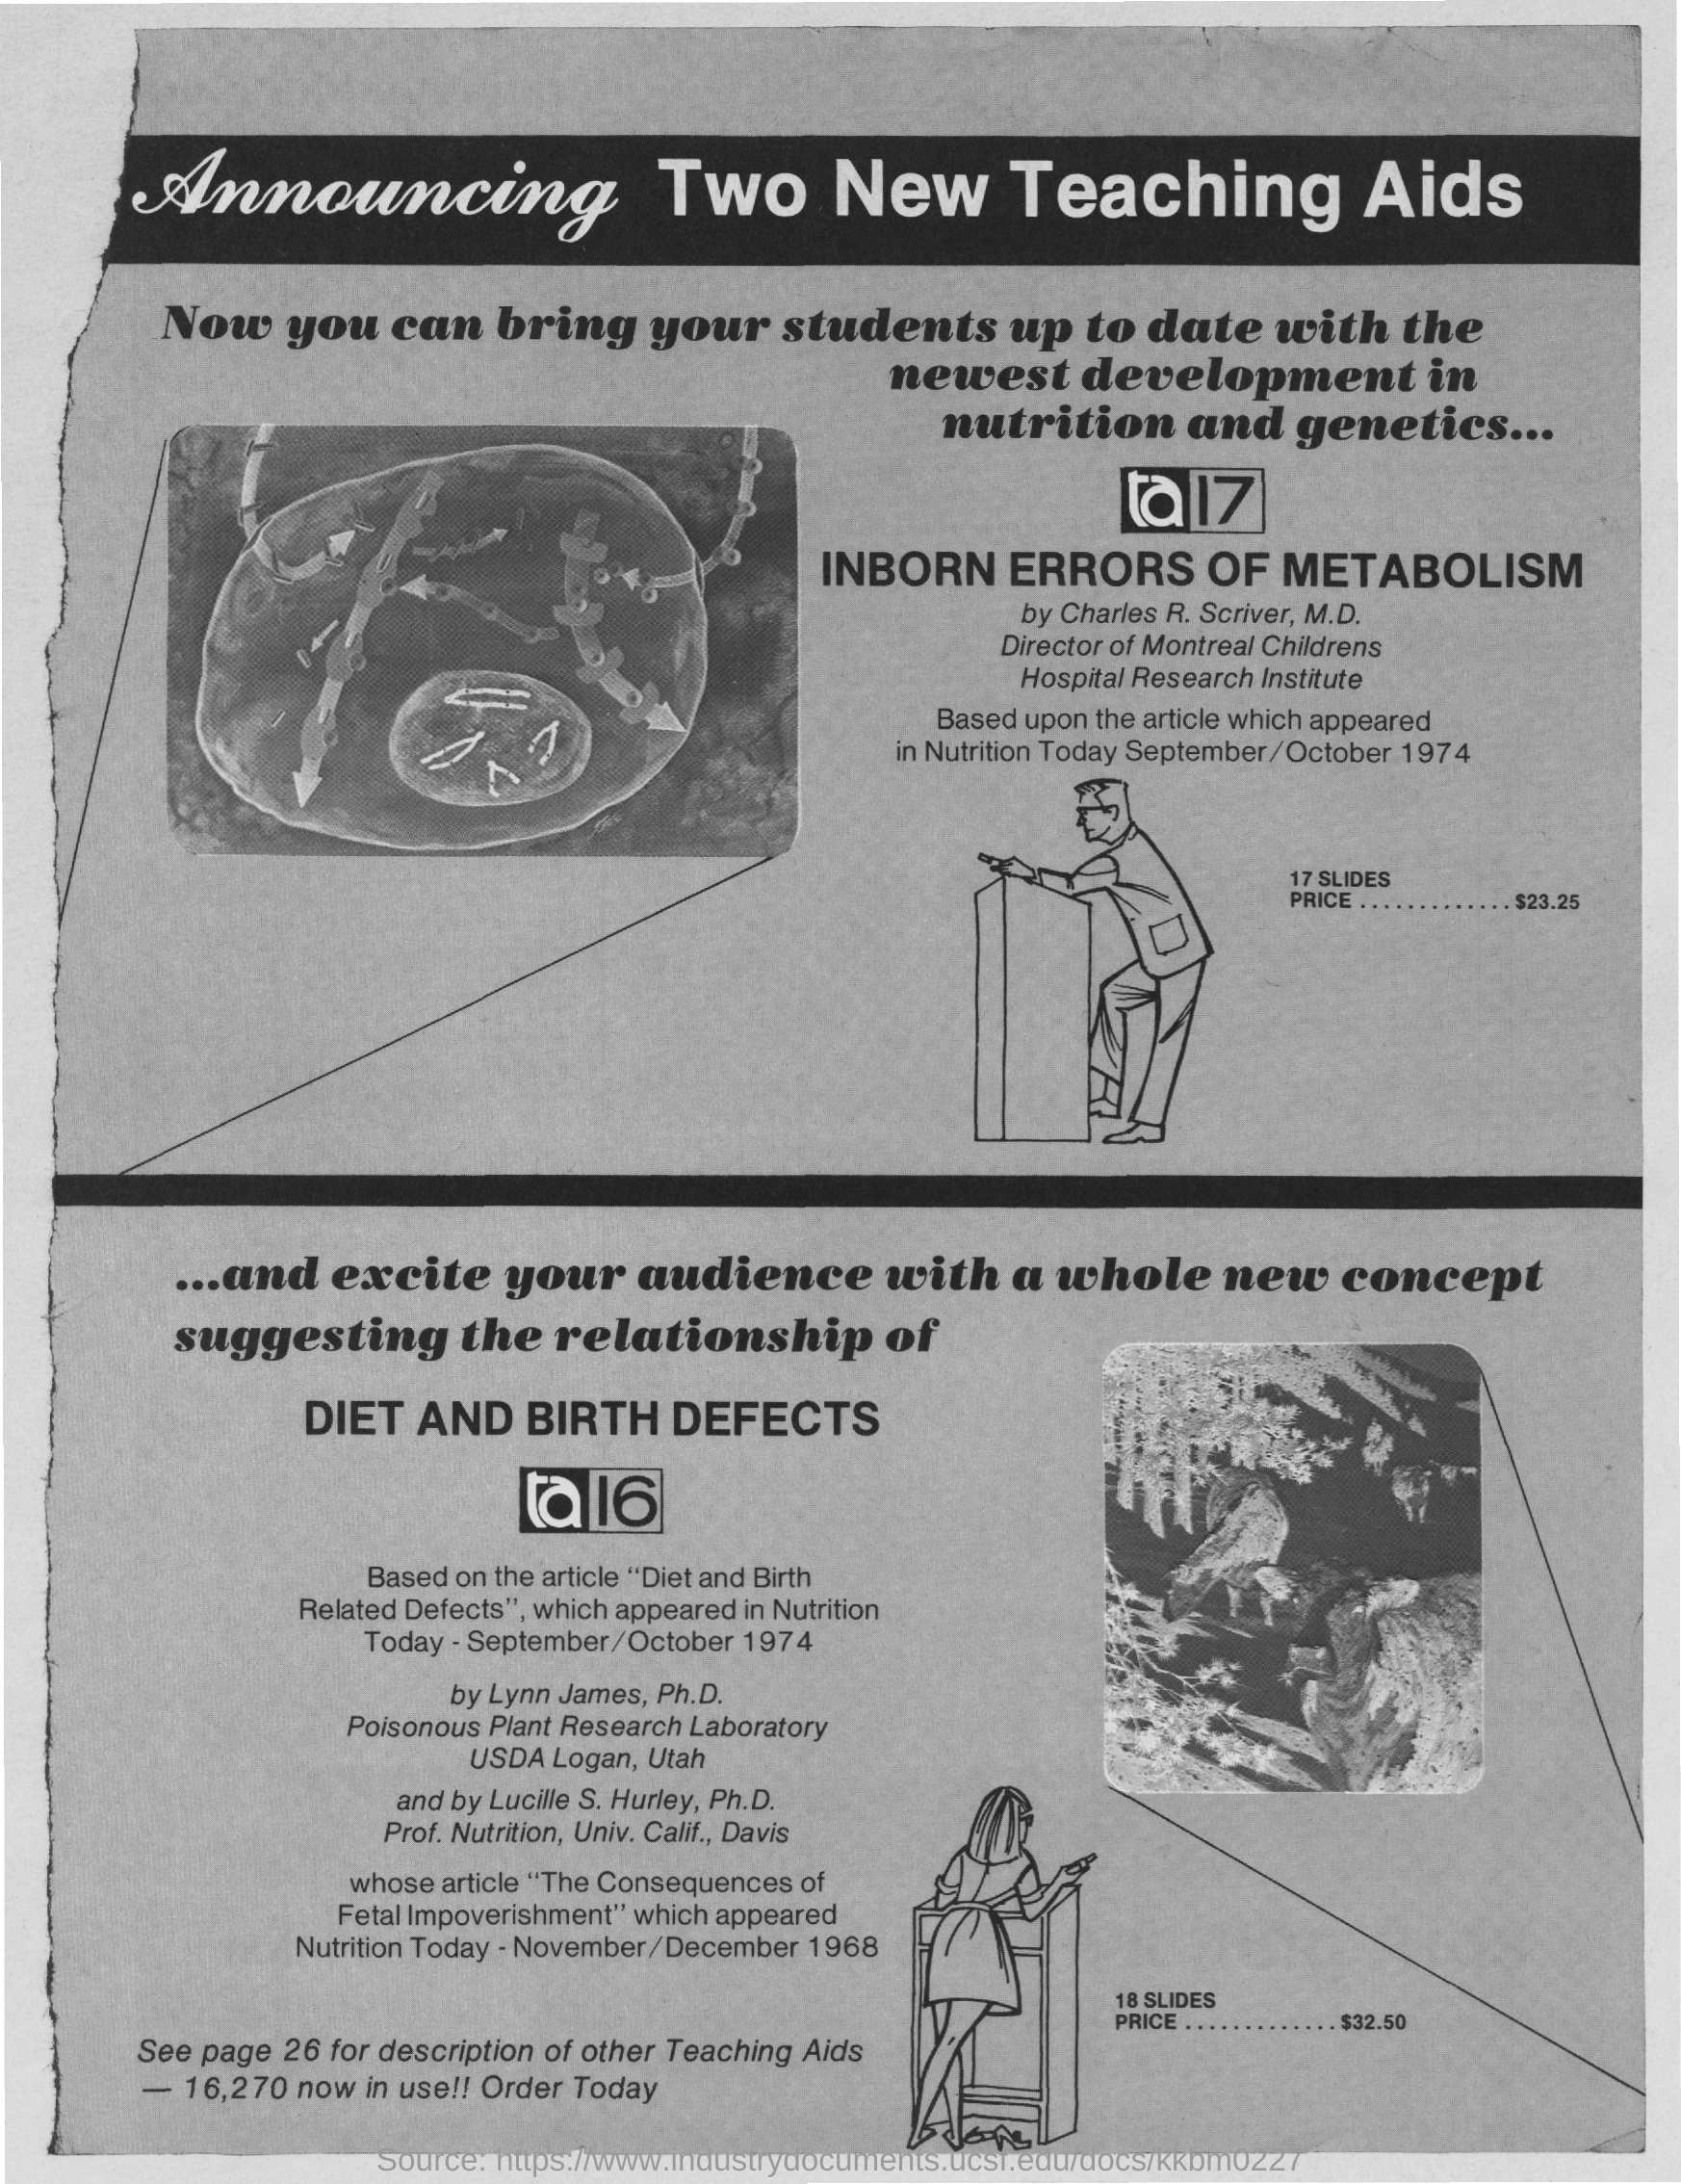 Announcing Two New Teaching Aids
Now you can bring your students up to date with the
newest development in
nutrition and genetics...
ta 17
INBORN ERRORS OF METABOLISM
by Charles R. Scriver, M.D.
Director of Montreal Childrens
Hospital Research Institute
Based upon the article which appeared
in Nutrition Today September/October 1974
17 SLIDES
PRICE ............. $23.25
...and excite your audience with a whole new concept
suggesting the relationship of
DIET AND BIRTH DEFECTS
ta 16
Based on the article "Diet and Birth
Related Defects", which appeared in Nutrition
Today - September/October 1974
by Lynn James, Ph.D.
Poisonous Plant Research Laboratory
USDA Logan, Utah
and by Lucille S. Hurley, Ph.D.
Prof. Nutrition, Univ. Calif., Davis
whose article "The Consequences of
Fetal Impoverishment" which appeared
Nutrition Today - November/December 1968
18 SLIDES
PRICE ............. $32.50
See page 26 for description of other Teaching Aids
— 16,270 now in use!! Order Today
Source: https://www.industrydocuments.ucsf.edu/docs/kkbm0227